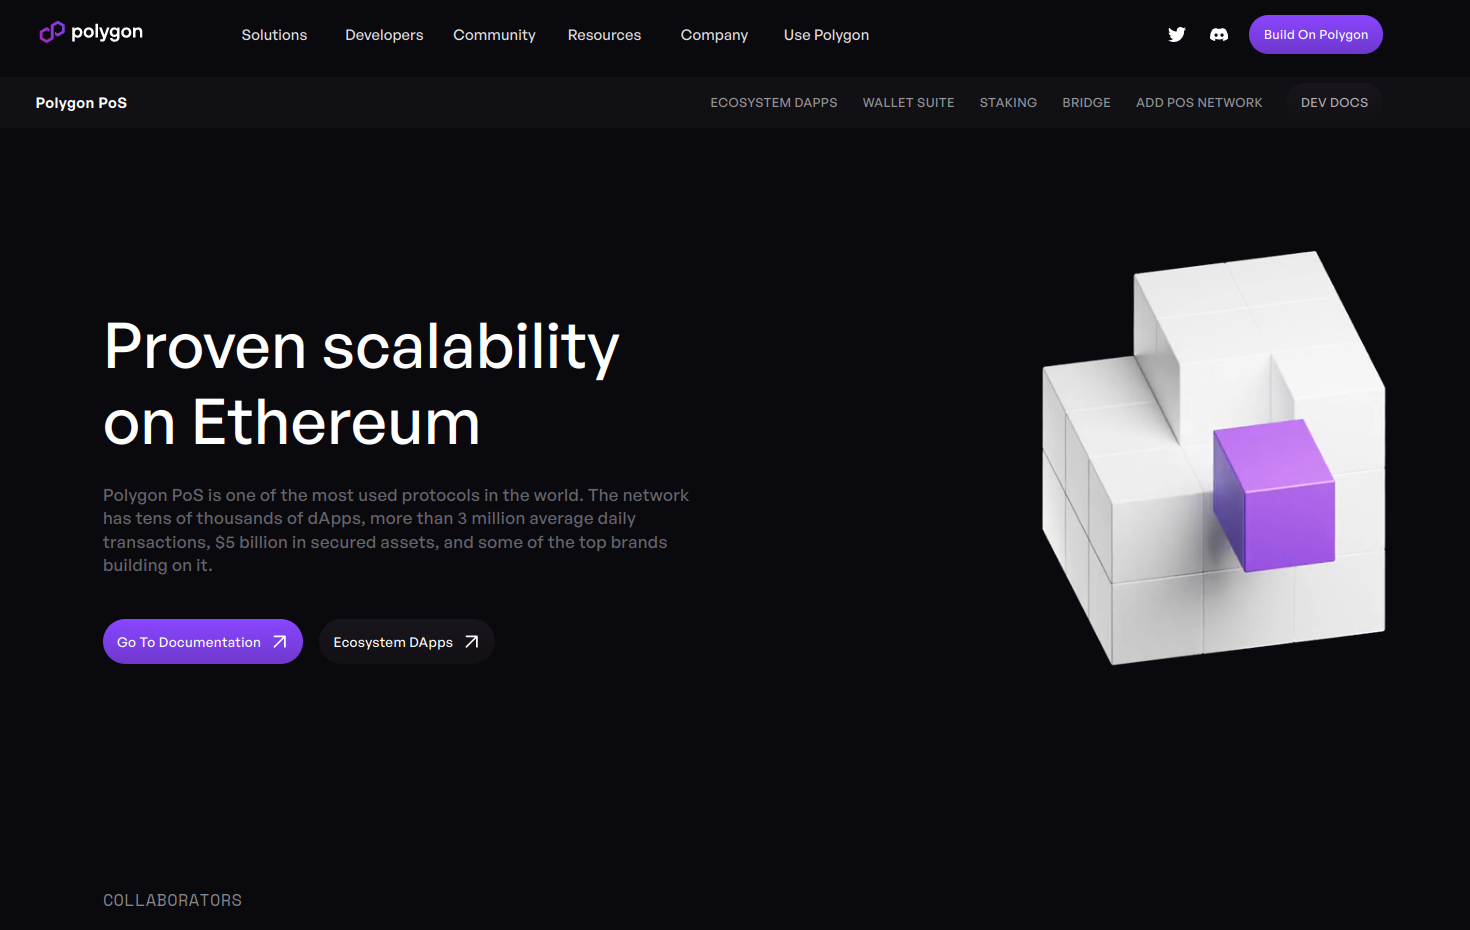 polygon
Solutions Developers Community Resources Company Use Polygon
Build On Polygon
Polygon PoS
ECOSYSTEM DAPPS WALLET SUITE STAKING BRIDGE ADD POS NETWORK DEV DOCS
Proven scalability
on Ethereum
Polygon PoS is one of the most used protocols in the world. The network
has tens of thousands of dApps, more than 3 million average daily
transactions, $5 billion in secured assets, and some of the top brands
building on it.
Go To Documentation
Ecosystem DApps
COLLABORATORS